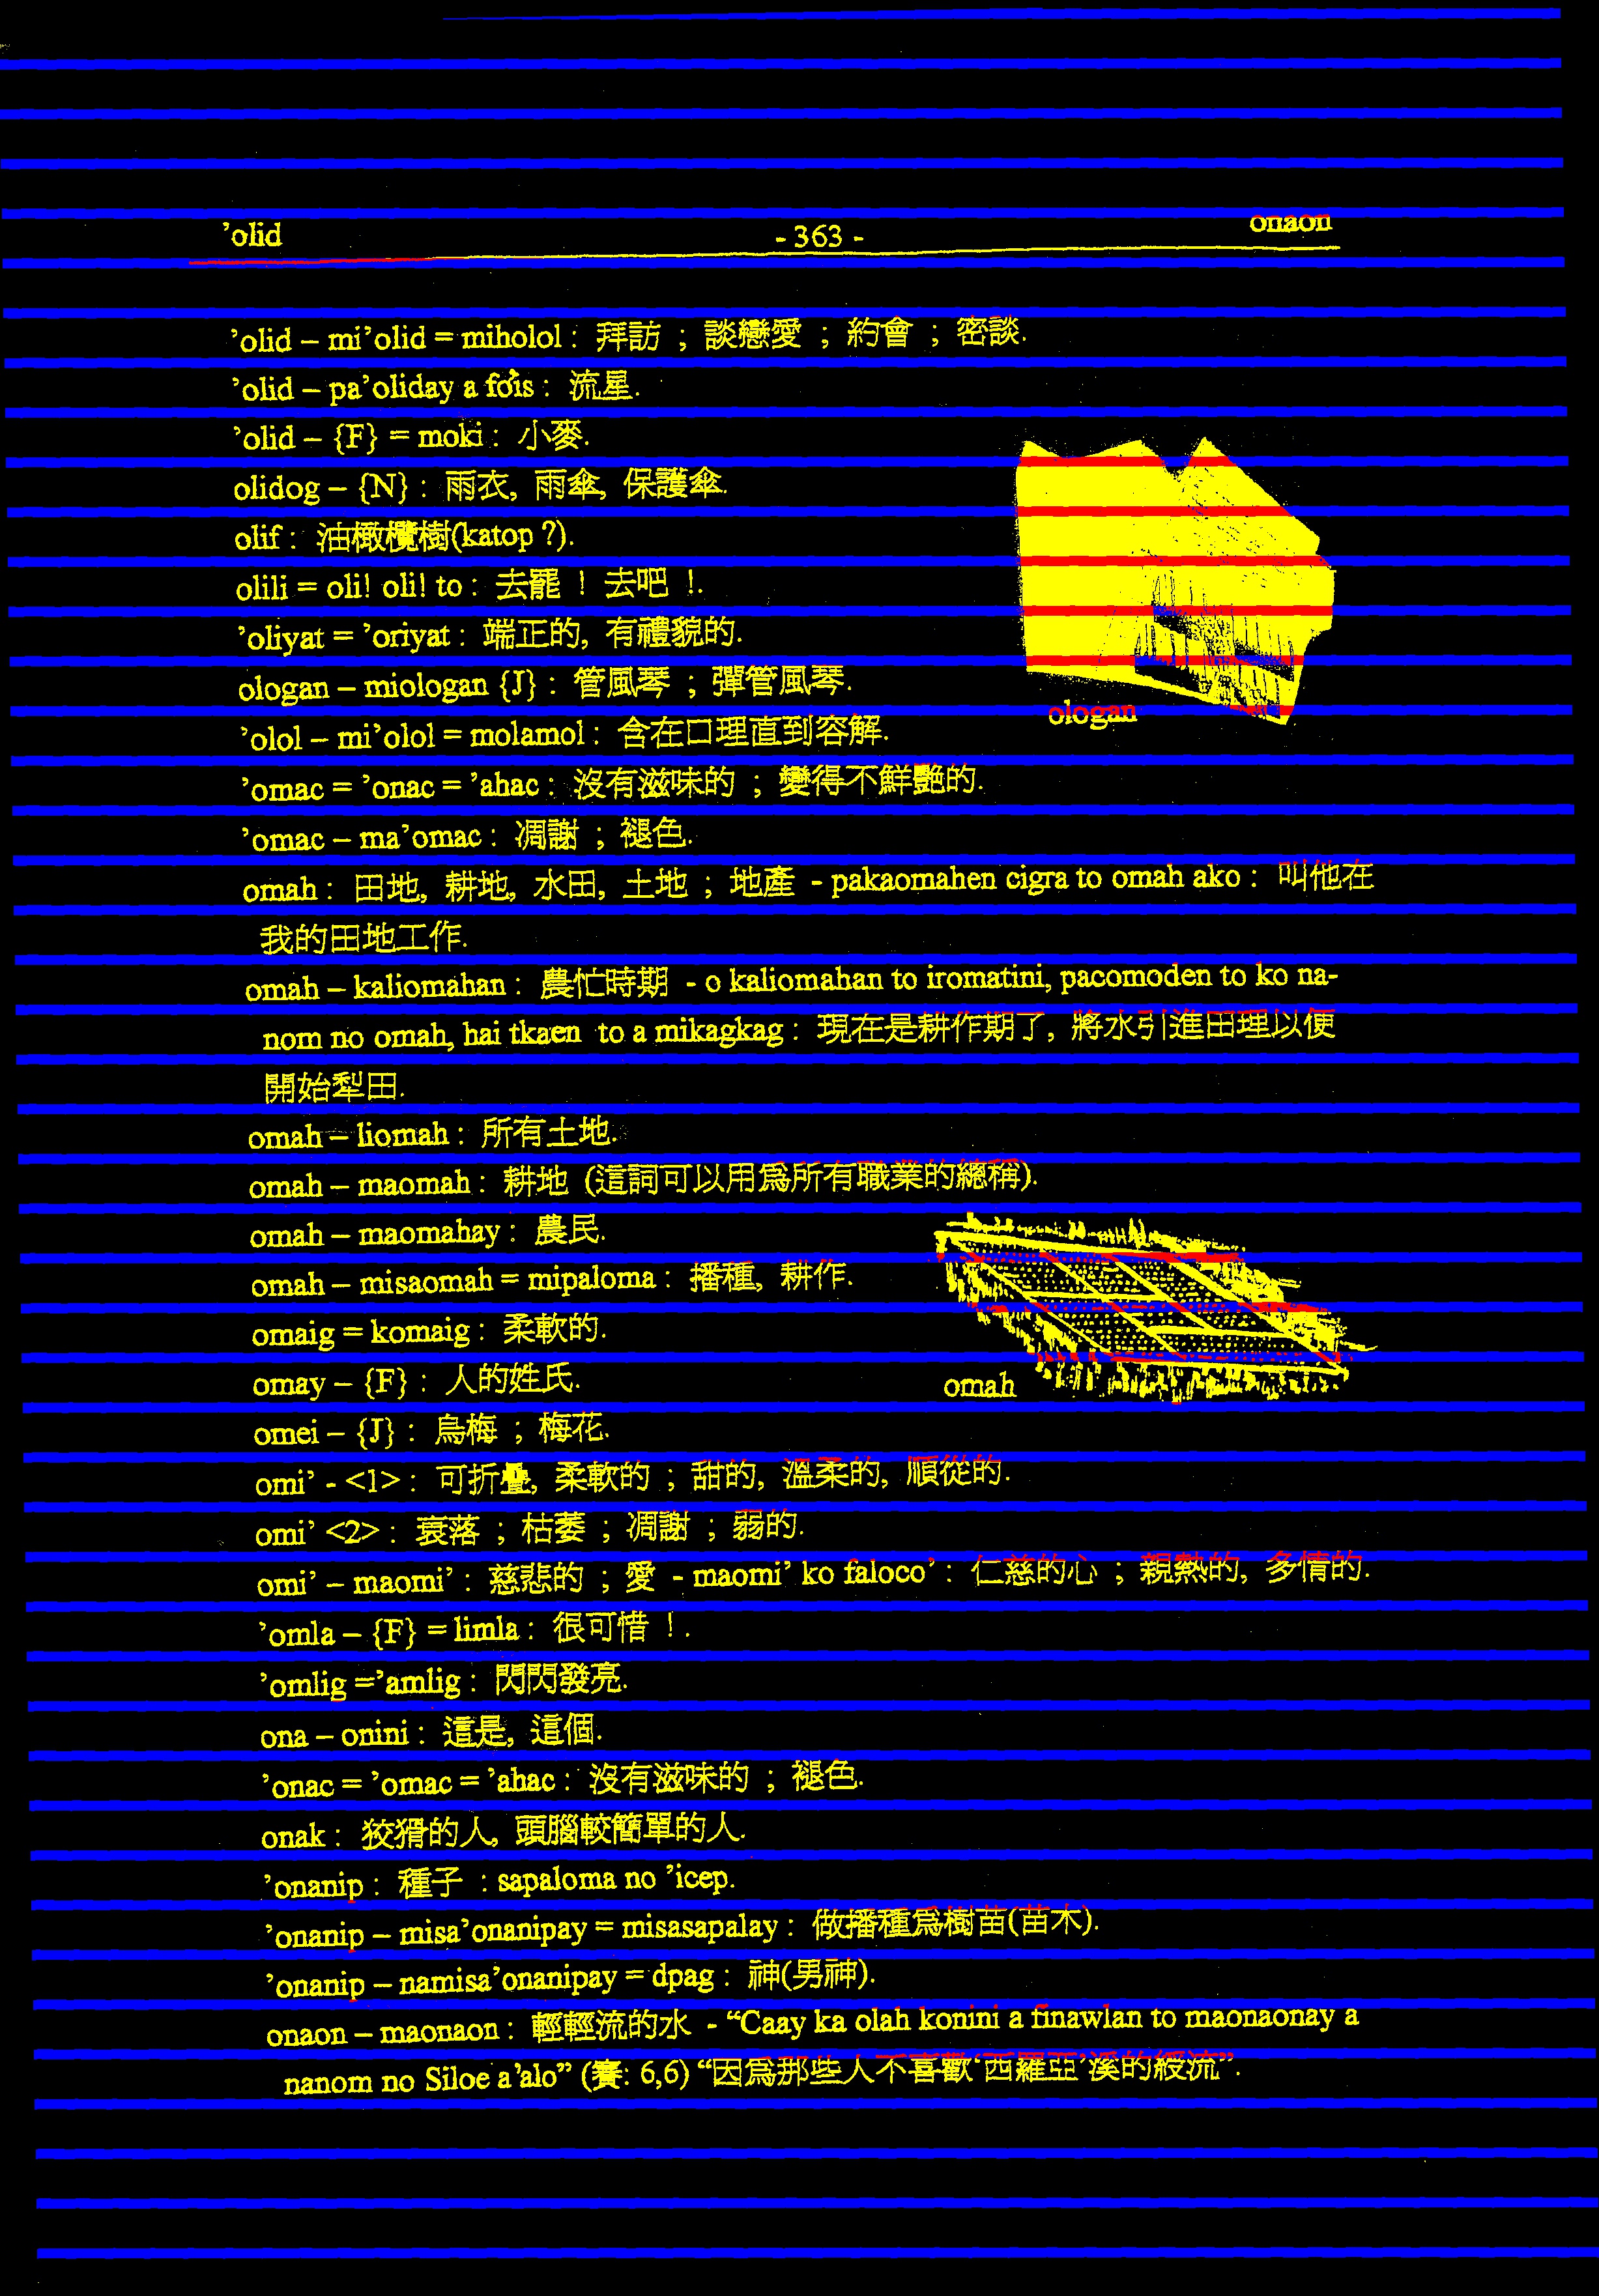 ’olid - 363 - onaon
’olid – mi’olid = miholol : 拜訪 ; 談戀愛 ; 約會 ; 密談.
’olid – pa’oliday a fo'is : 流星.
’olid – {F} = moki : 小麥.
olidog – {N} : 雨衣, 雨傘, 保護傘.
olif : 油橄欖樹(katop ?).
olili = oli! oli! to : 去罷 ! 去吧 !.
’oliyat = ’oriyat : 端正的, 有禮貌的.
ologan – miologan {J} : 管風琴 ; 彈管風琴.
ologan
’olol – mi’olol = molamol : 含在口理直到容解.
’omac = ’onac = ’ahac : 沒有滋味的 ; 變得不鮮艷的.
’omac – ma’omac : 凋謝 ; 褪色.
omah : 田地, 耕地, 水田, 土地 ; 地產 - pakaomahen cigra to omah ako : 叫他在
我的田地工作.
omah – kaliomahan : 農忙時期 - o kaliomahan to iromatini, pacomoden to ko na-
nom no omah, hai tkaen to a mikagkag : 現在是耕作期了, 將水引進田理以便
開始犁田.
omah – liomah : 所有土地.
omah – maomah : 耕地 (這詞可以用爲所有職業的總稱).
omah – maomahay : 農民.
omah – misaomah = mipaloma : 播種, 耕作.
omaig = komaig : 柔軟的.
omay – {F} : 人的姓氏.
omah
omei – {J} : 烏梅 ; 梅花.
omi’ - <1> : 可折疊, 柔軟的 ; 甜的, 溫柔的, 順從的.
omi’ <2> : 衰落 ; 枯萎 ; 凋謝 ; 弱的.
omi’ – maomi’ : 慈悲的 ; 愛 - maomi’ ko faloco’ : 仁慈的心 ; 親熱的, 多情的.
’omla – {F} = limla : 很可惜 !.
’omlig =’amlig : 閃閃發亮.
ona – onini : 這是, 這個.
’onac = ’omac = ’ahac : 沒有滋味的 ; 褪色.
onak : 狡猾的人, 頭腦較簡單的人.
’onanip : 種子 : sapaloma no ’icep.
’onanip – misa’onanipay = misasapalay : 做播種爲樹苗(苗木).
’onanip – namisa’onanipay = dpag : 神(男神).
onaon – maonaon : 輕輕流的水 - “Caay ka olah konini a finawlan to maonaonay a
nanom no Siloe a’alo” (賽: 6,6) “因爲那些人不喜歡‘西羅亞’溪的緩流”.